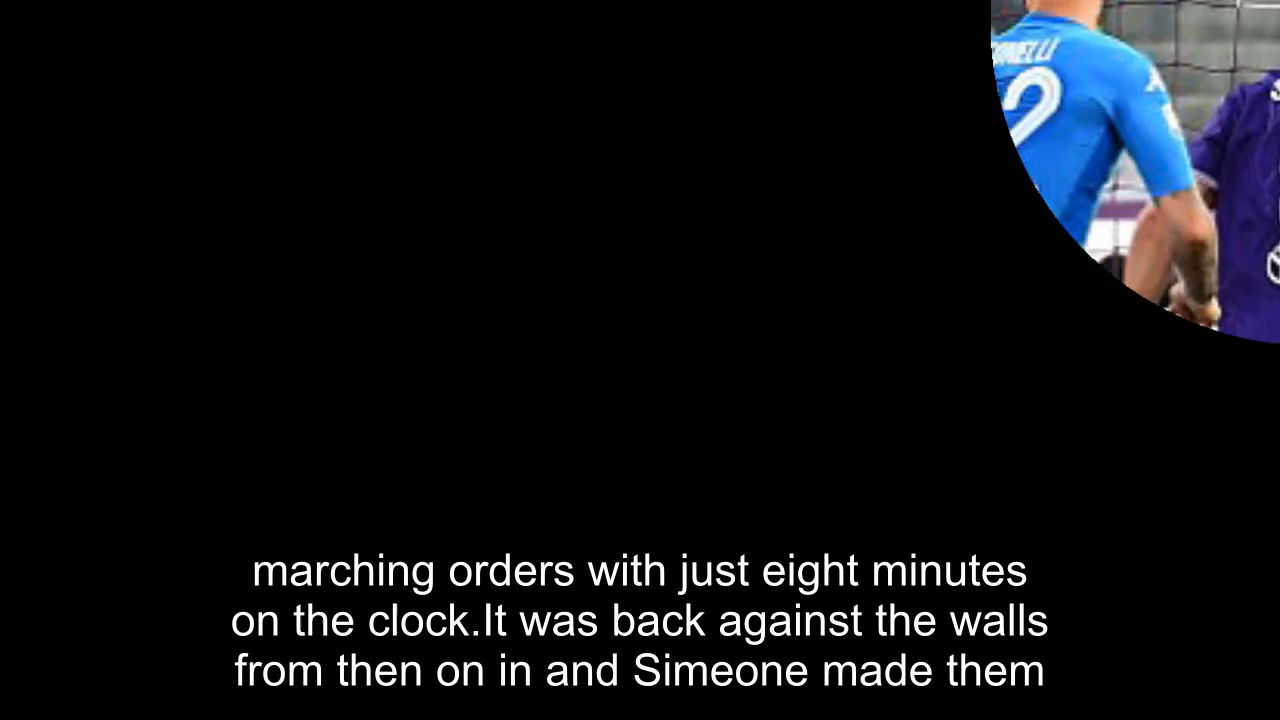 2
marching orders with just eight minutes
on the clock.It was back against the walls
from then on in and Simeone made them